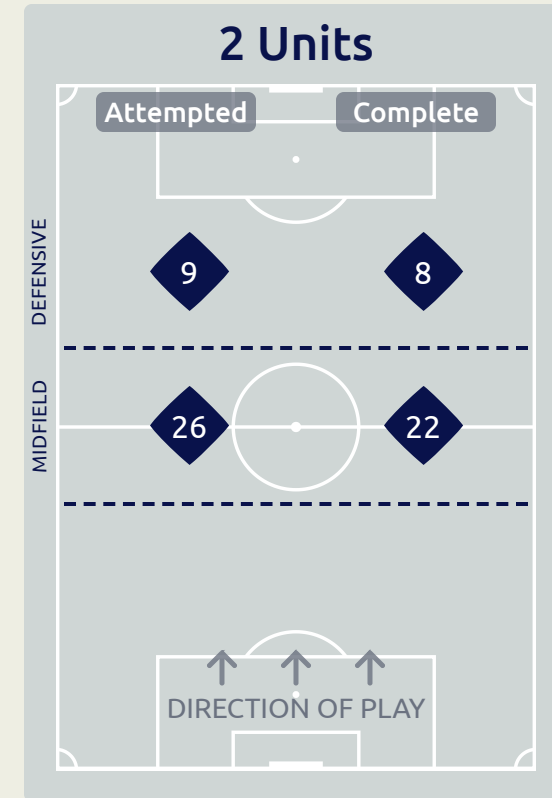 2 Units
Attempted
Complete
DEFENSIVE
9
8
MIDFIELD
26
22
DIRECTION OF PLAY